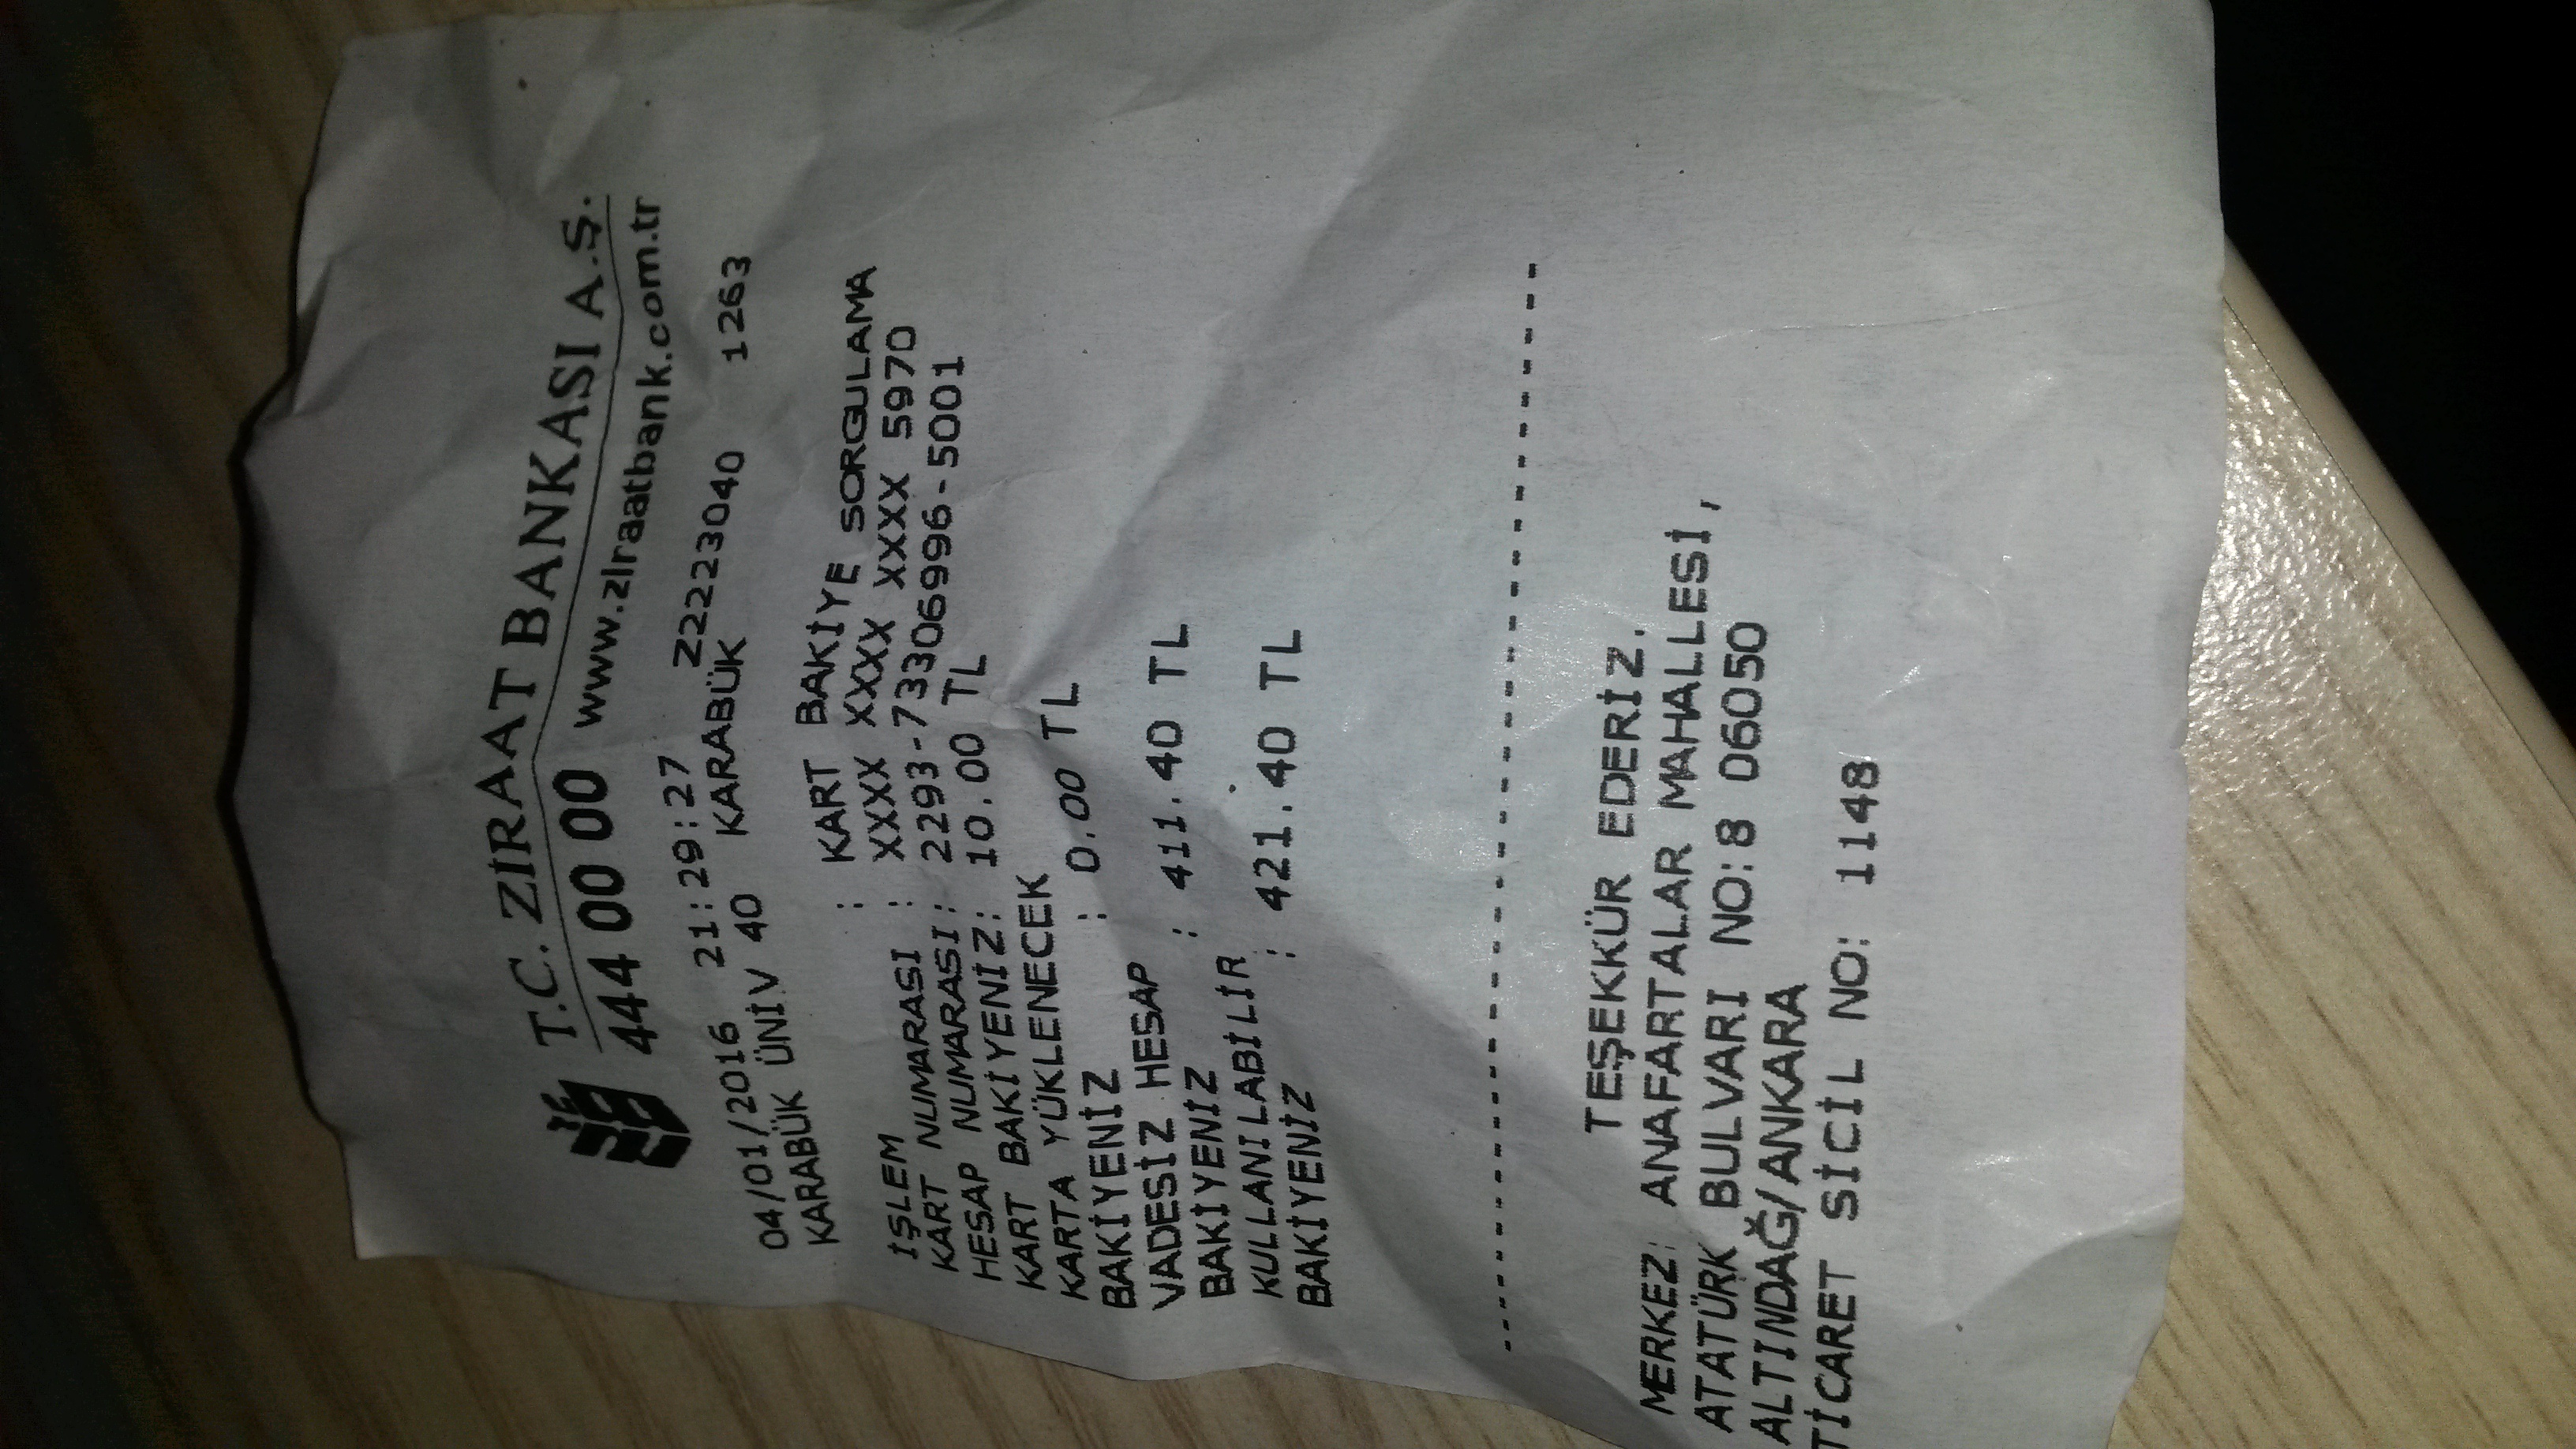 T.C. ZİRAAT BANKASI A.Ş.
444 00 00 www.ziraatbank.com.tr
04/01/2016 21:29:27 Z2223040 1263
KARABÜK ÜNİV 40 KARABÜK
İŞLEM : KART BAKİYE SORGULAMA
KART NUMARASI : XXXX XXXX XXXX 5970
HESAP NUMARASI: 2293-73306996-5001
KART BAKİYENİZ: 10.00 TL
KARTA YÜKLENECEK
BAKİYENİZ : 0.00 TL
VADESİZ HESAP
BAKİYENİZ : 411.40 TL
KULLANILABİLİR
BAKİYENİZ : 421.40 TL
----------------------------------------
TEŞEKKÜR EDERİZ.
MERKEZ: ANAFARTALAR MAHALLESİ,
ATATÜRK BULVARI NO:8 06050
ALTINDAĞ/ANKARA
TİCARET SİCİL NO: 1148